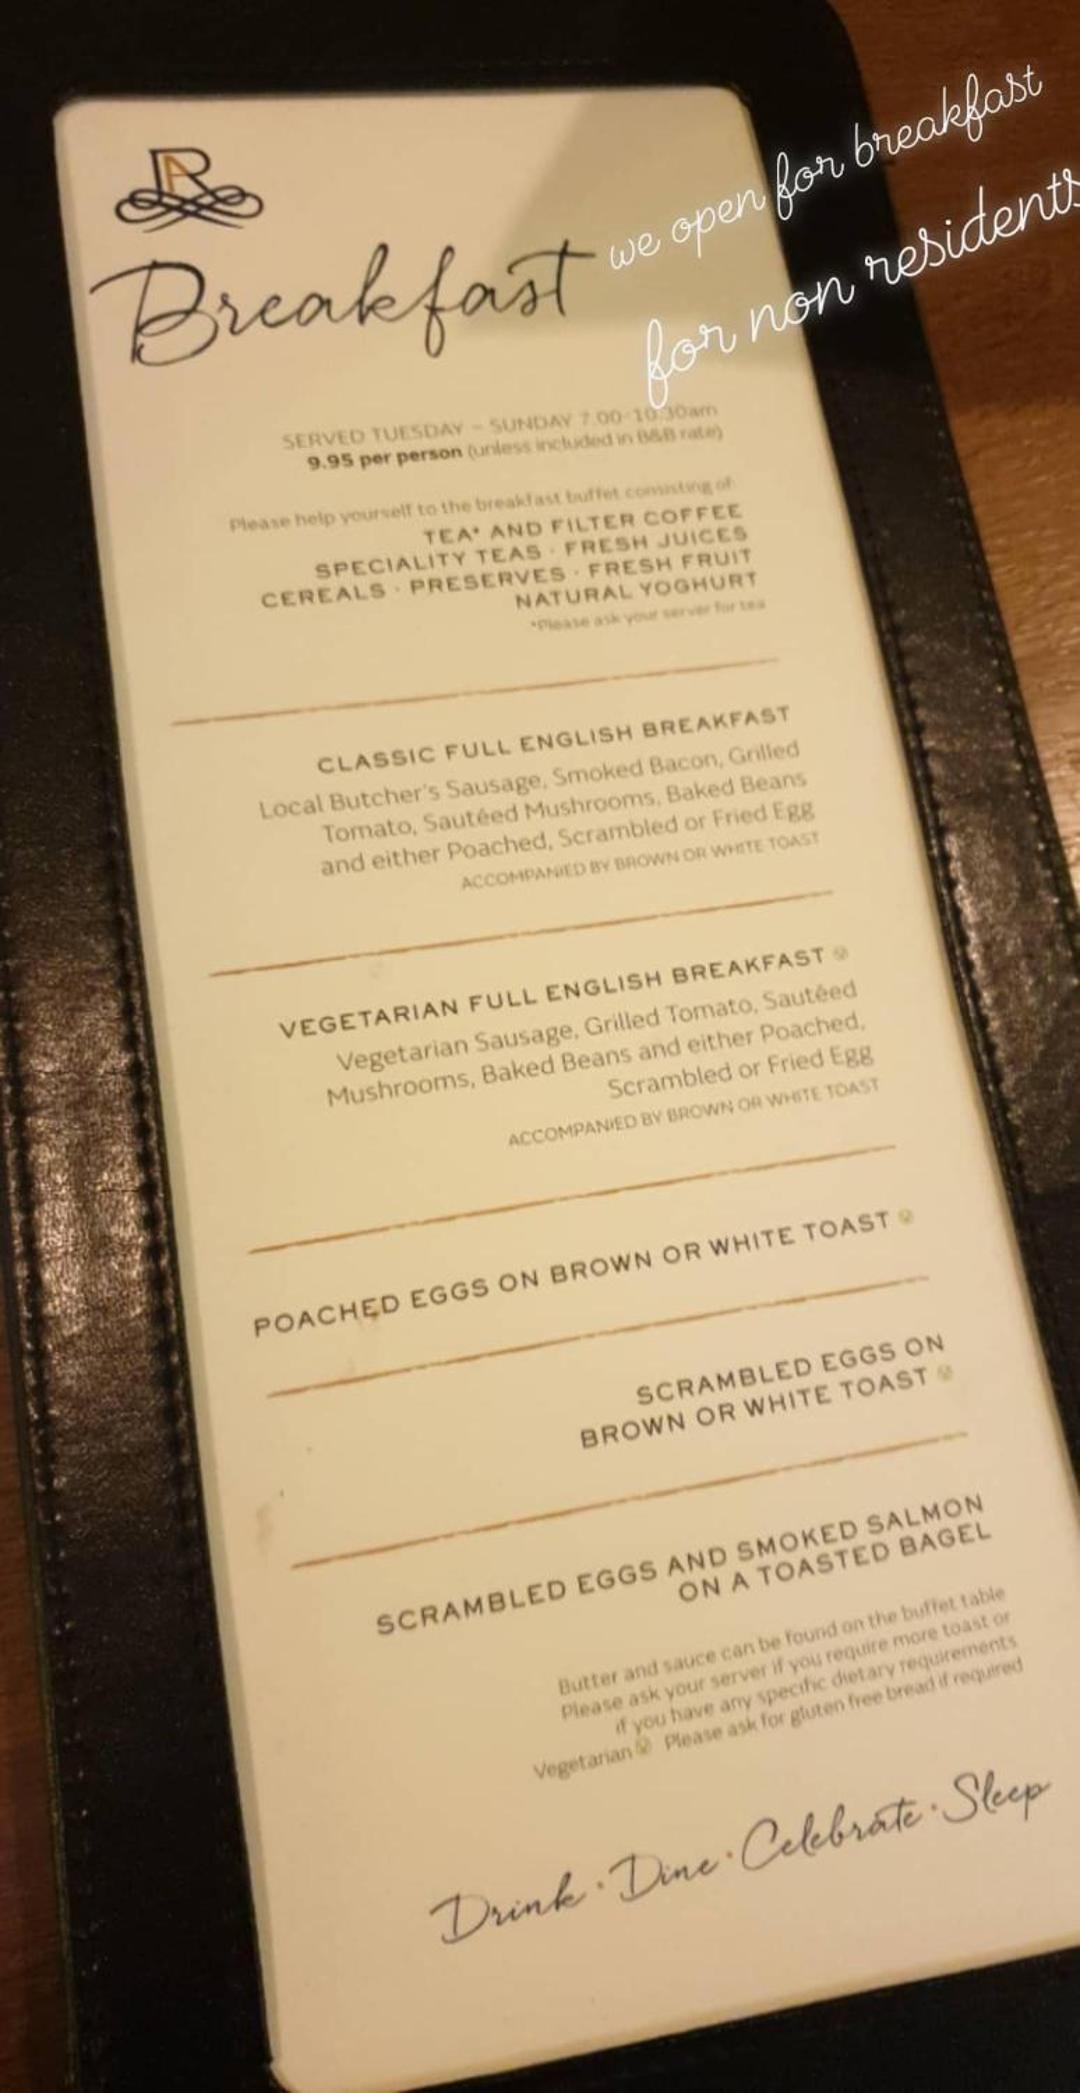 AR
Breakfast
we open for breakfast
for non residents
SERVED TUESDAY – SUNDAY 7.00-10.30am
9.95 per person (unless included in B&B rate)
Please help yourself to the breakfast buffet consisting of:
TEA* AND FILTER COFFEE
SPECIALITY TEAS · FRESH JUICES
CEREALS · PRESERVES · FRESH FRUIT
NATURAL YOGHURT
*Please ask your server for tea
CLASSIC FULL ENGLISH BREAKFAST
Local Butcher's Sausage, Smoked Bacon, Grilled
Tomato, Sautéed Mushrooms, Baked Beans
and either Poached, Scrambled or Fried Egg
ACCOMPANIED BY BROWN OR WHITE TOAST
VEGETARIAN FULL ENGLISH BREAKFAST
Vegetarian Sausage, Grilled Tomato, Sautéed
Mushrooms, Baked Beans and either Poached,
Scrambled or Fried Egg
ACCOMPANIED BY BROWN OR WHITE TOAST
POACHED EGGS ON BROWN OR WHITE TOAST
SCRAMBLED EGGS ON
BROWN OR WHITE TOAST
SCRAMBLED EGGS AND SMOKED SALMON
ON A TOASTED BAGEL
Butter and sauce can be found on the buffet table
Please ask your server if you require more toast or
if you have any specific dietary requirements
Vegetarian Please ask for gluten free bread if required
Drink · Dine · Celebrate · Sleep